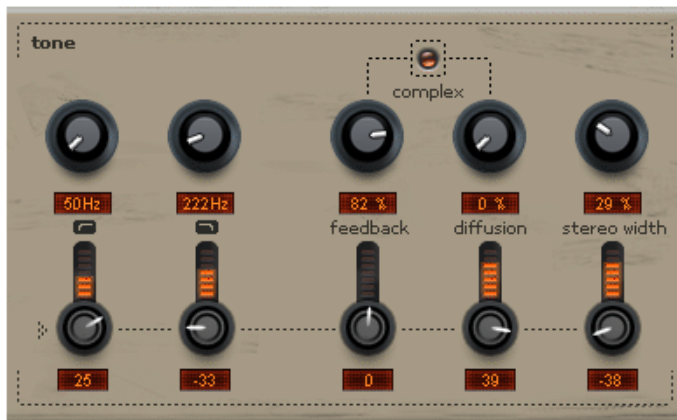 tone
complex
50Hz 222Hz 82 % 0 % 29 %
feedback diffusion stereo width
25 -33 0 39 -38